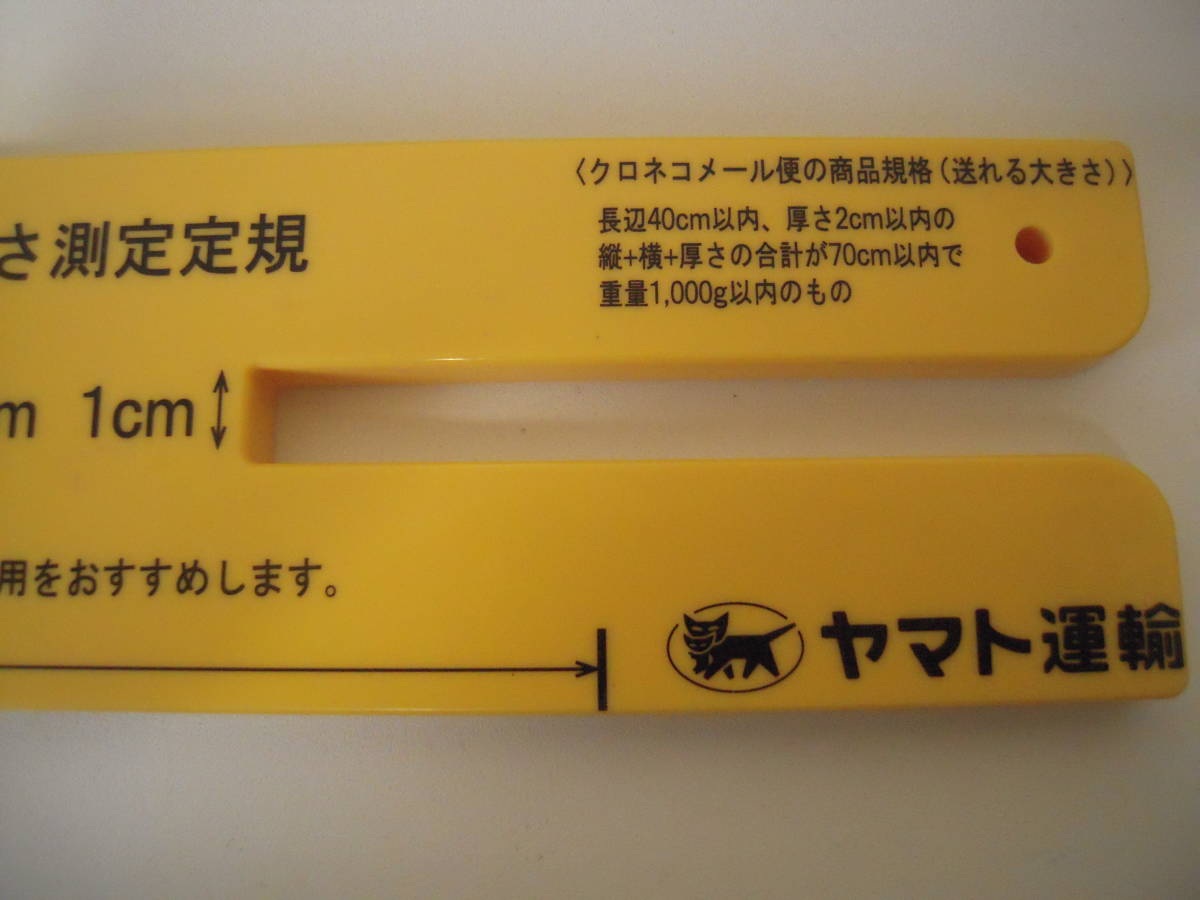 〈クロネコメール便の商品規格（送れる大きさ）〉
長辺40cm以内、厚さ2cm以内の
縦+横+厚さの合計が70cm以内で
重量1,000g以内のもの
さ測定定規
m 1cm
用をおすすめします。
ヤマト運輸